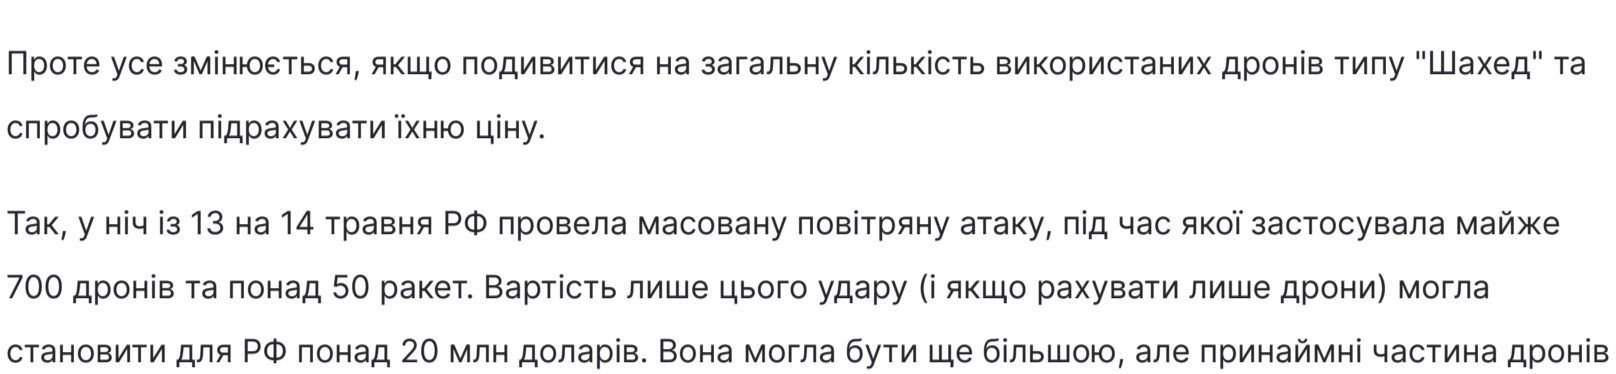 Проте усе змінюється, якщо подивитися на загальну кількість використаних дронів типу "Шахед" та
спробувати підрахувати їхню ціну.
Так, у ніч із 13 на 14 травня РФ провела масовану повітряну атаку, під час якої застосувала майже
700 дронів та понад 50 ракет. Вартість лише цього удару (і якщо рахувати лише дрони) могла
становити для РФ понад 20 млн доларів. Вона могла бути ще більшою, але принаймні частина дронів